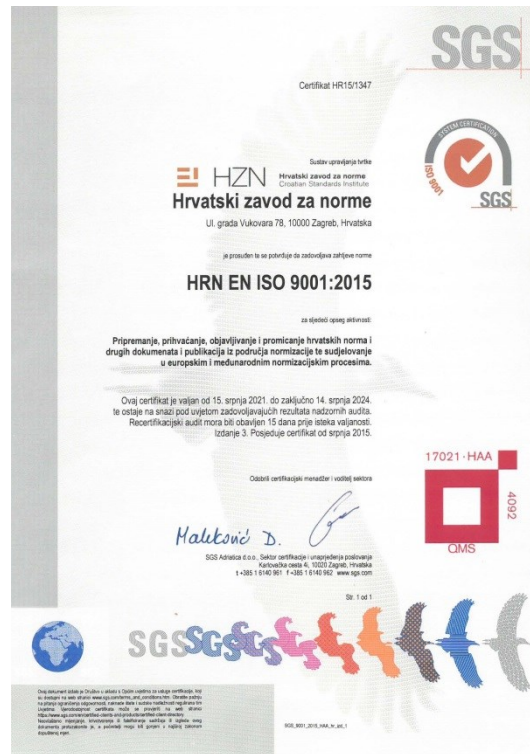 SGS
Certifikat HR15/1347
SYSTEM CERTIFICATION
ISO 9001
SGS
Sustav upravljanja tvrtke
HZN Hrvatski zavod za norme
Croatian Standards Institute
Hrvatski zavod za norme
Ul. grada Vukovara 78, 10000 Zagreb, Hrvatska
je prosuđen te se potvrđuje da zadovoljava zahtjeve norme
HRN EN ISO 9001:2015
za sljedeći opseg aktivnosti:
Pripremanje, prihvaćanje, objavljivanje i promicanje hrvatskih norma i
drugih dokumenata i publikacija iz područja normizacije te sudjelovanje
u europskim i međunarodnim normizacijskim procesima.
Ovaj certifikat je valjan od 15. srpnja 2021. do zaključno 14. srpnja 2024.
te ostaje na snazi pod uvjetom zadovoljavajućih rezultata nadzornih audita.
Recertifikacijski audit mora biti obavljen 15 dana prije isteka valjanosti.
Izdanje 3. Posjeduje certifikat od srpnja 2015.
17021·HAA
4092
QMS
Odobrili certifikacijski menadžer i voditelj sektora
Maleković D.
SGS Adriatica d.o.o., Sektor certifikacije i unaprjeđenja poslovanja
Karlovačka cesta 4i, 10020 Zagreb, Hrvatska
t +385 1 6140 961 f +385 1 6140 962 www.sgs.com
Str. 1 od 1
SGSSGSSGSSGS